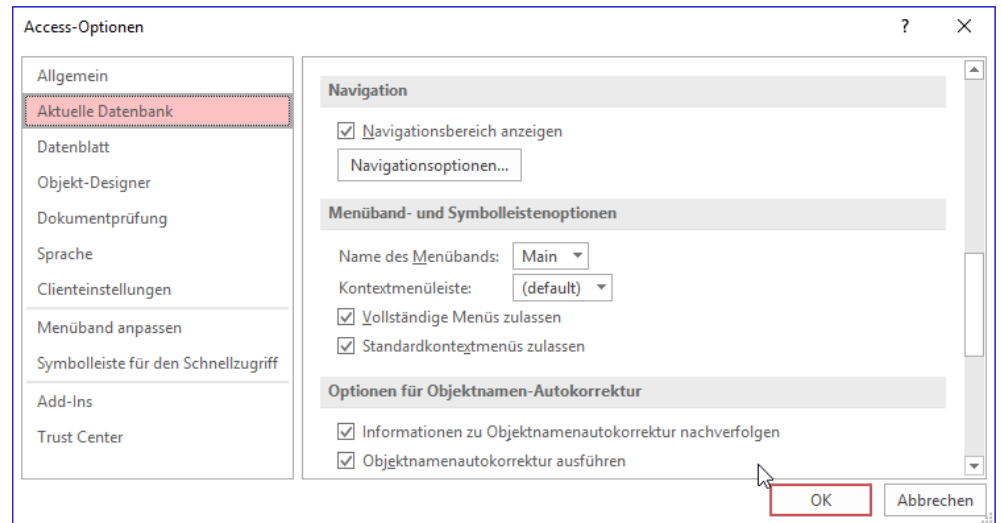 Access-Optionen
?
Allgemein
Aktuelle Datenbank
Datenblatt
Objekt-Designer
Dokumentprüfung
Sprache
Clienteinstellungen
Menüband anpassen
Symbolleiste für den Schnellzugriff
Add-Ins
Trust Center
Navigation
Navigationsbereich anzeigen
Navigationsoptionen...
Menüband- und Symbolleistenoptionen
Name des Menübands: Main
Kontextmenüleiste: (default)
Vollständige Menüs zulassen
Standardkontextmenüs zulassen
Optionen für Objektnamen-Autokorrektur
Informationen zu Objektnamenautokorrektur nachverfolgen
Objektnamenautokorrektur ausführen
OK Abbrechen